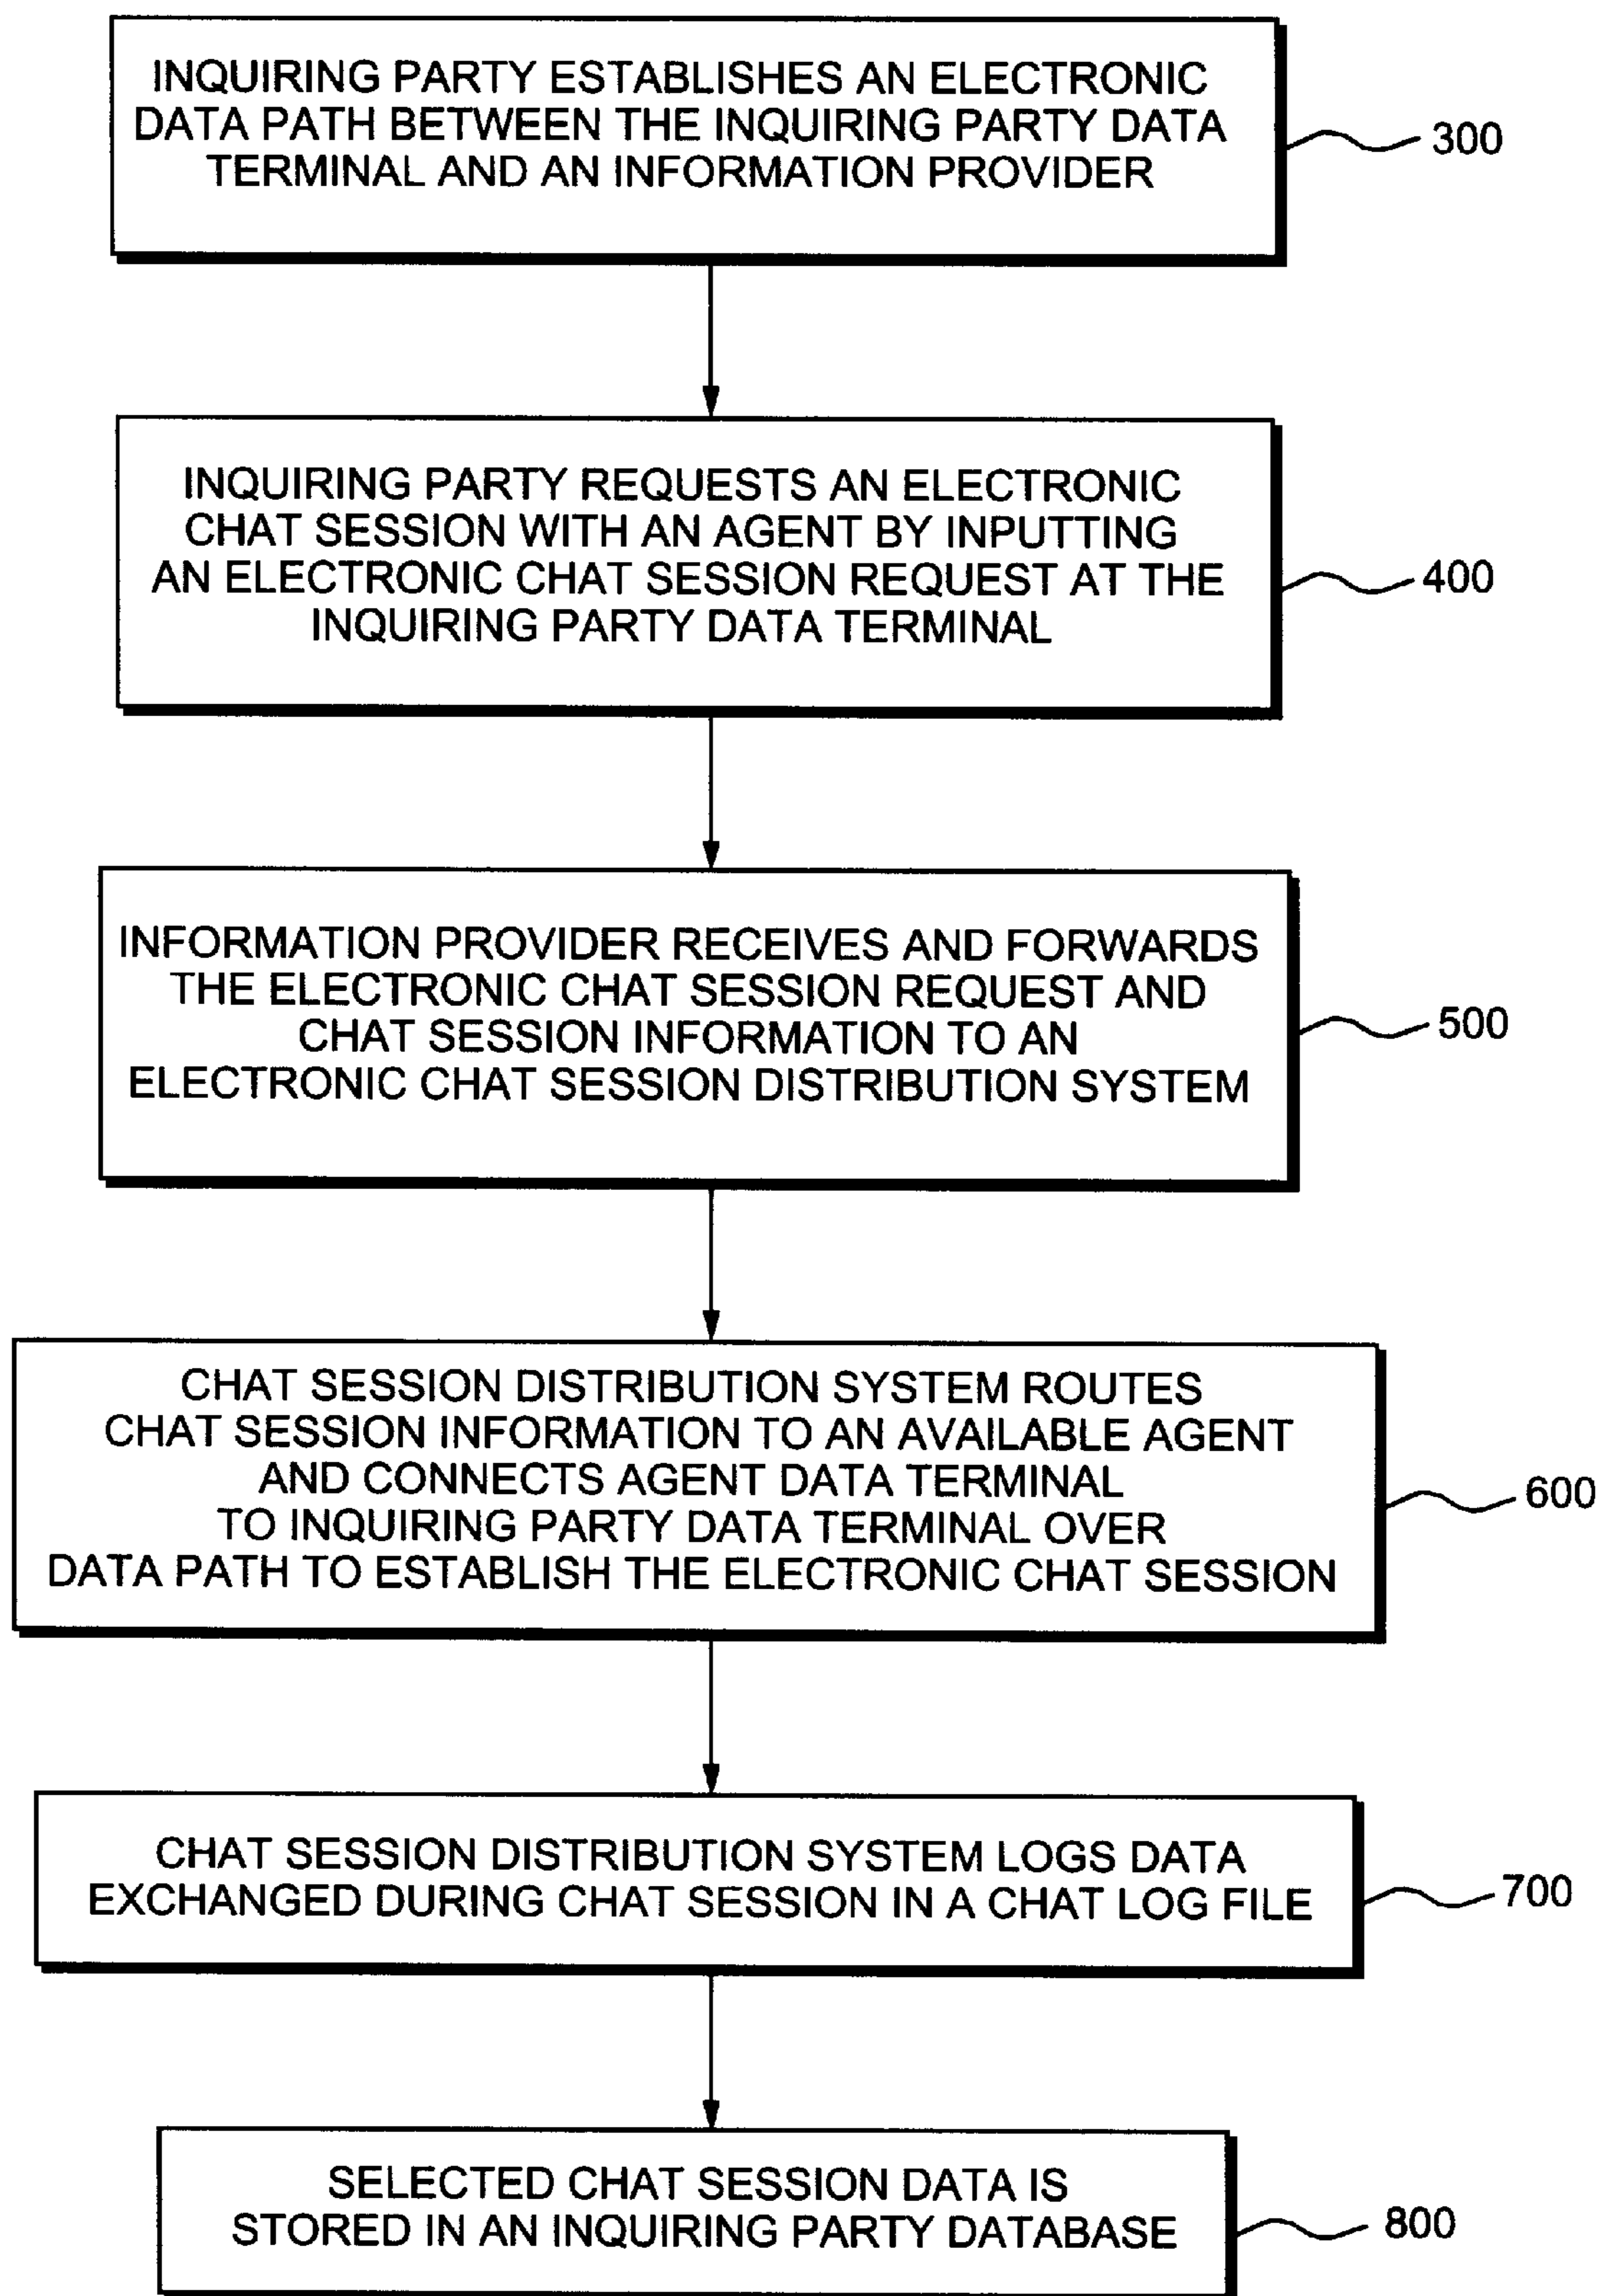 INQUIRING PARTY ESTABLISHES AN ELECTRONIC
DATA PATH BETWEEN THE INQUIRING PARTY DATA
TERMINAL AND AN INFORMATION PROVIDER
300
INQUIRING PARTY REQUESTS AN ELECTRONIC
CHAT SESSION WITH AN AGENT BY INPUTTING
AN ELECTRONIC CHAT SESSION REQUEST AT THE
INQUIRING PARTY DATA TERMINAL
400
INFORMATION PROVIDER RECEIVES AND FORWARDS
THE ELECTRONIC CHAT SESSION REQUEST AND
CHAT SESSION INFORMATION TO AN
ELECTRONIC CHAT SESSION DISTRIBUTION SYSTEM
500
CHAT SESSION DISTRIBUTION SYSTEM ROUTES
CHAT SESSION INFORMATION TO AN AVAILABLE AGENT
AND CONNECTS AGENT DATA TERMINAL
TO INQUIRING PARTY DATA TERMINAL OVER
DATA PATH TO ESTABLISH THE ELECTRONIC CHAT SESSION
600
CHAT SESSION DISTRIBUTION SYSTEM LOGS DATA
EXCHANGED DURING CHAT SESSION IN A CHAT LOG FILE
700
SELECTED CHAT SESSION DATA IS
STORED IN AN INQUIRING PARTY DATABASE
800